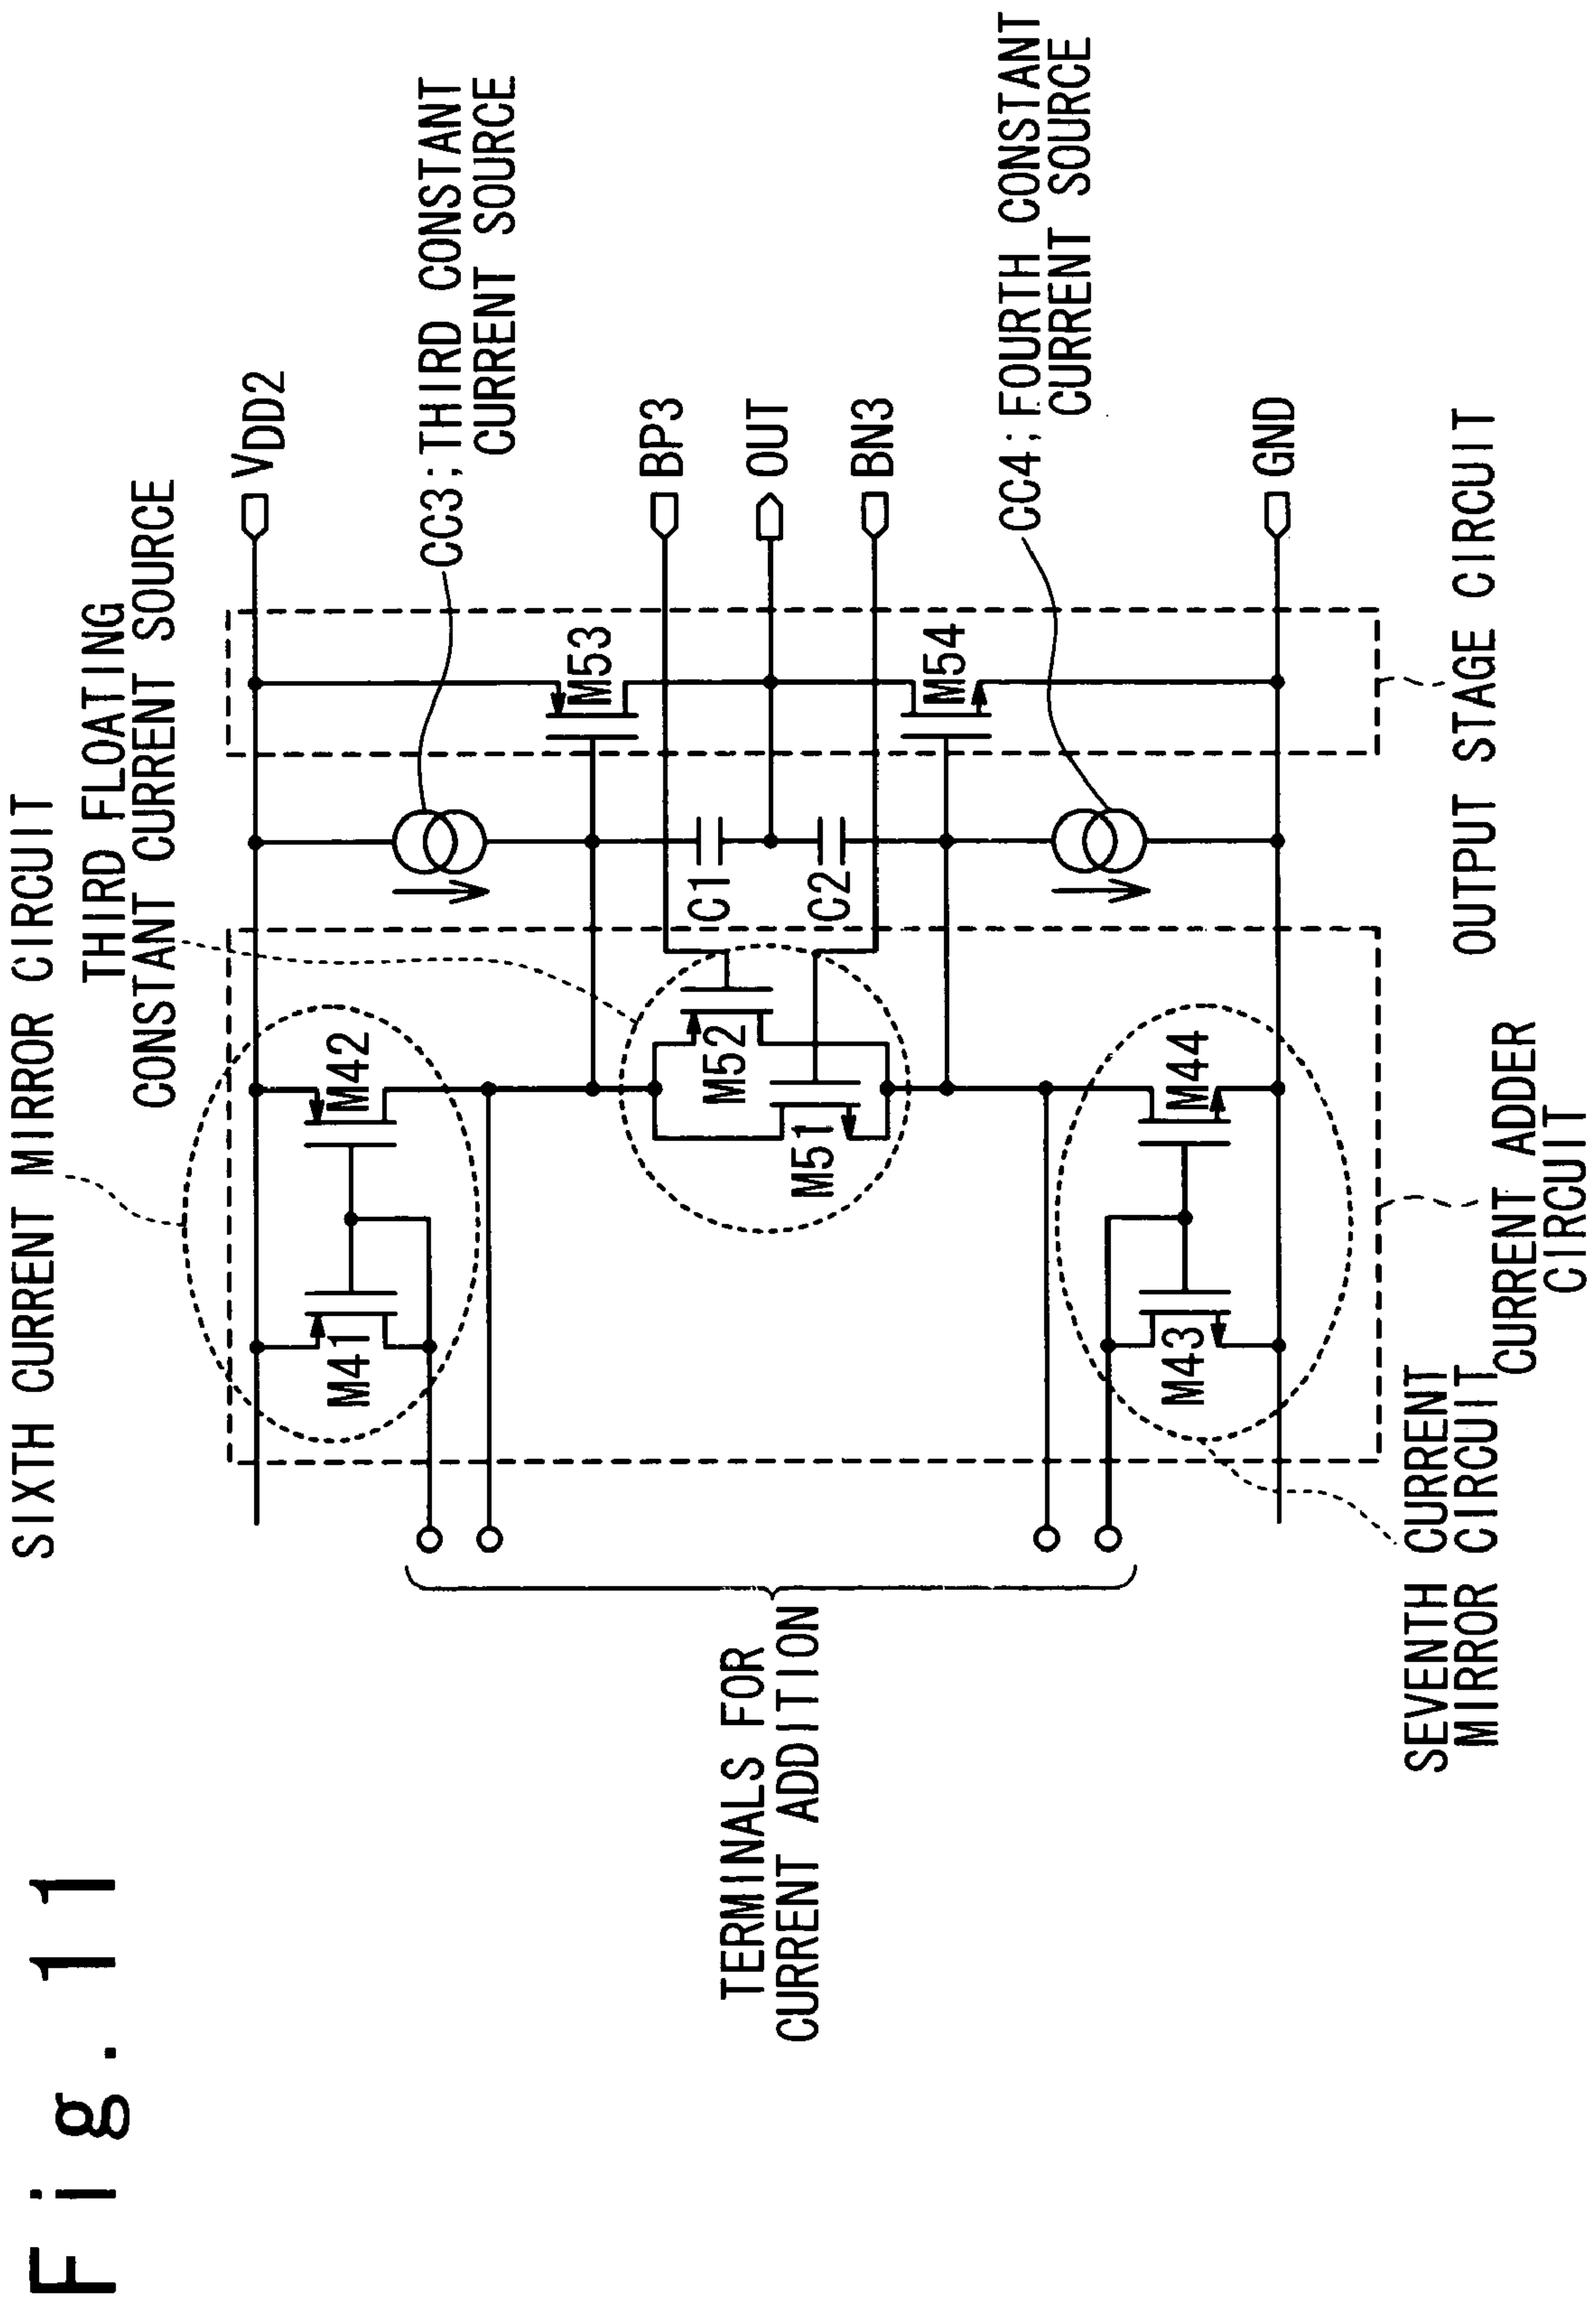 Fig. 11
SIXTH CURRENT MIRROR CIRCUIT
THIRD FLOATING
CONSTANT CURRENT SOURCE
VDD2
CC3;THIRD CONSTANT
CURRENT SOURCE
M41
M42
BP3
M53
C1
M52
OUT
TERMINALS FOR
CURRENT ADDITION
M51
C2
BN3
M54
CC4;FOURTH CONSTANT
CURRENT SOURCE
M43
M44
GND
SEVENTH CURRENT
MIRROR CIRCUIT
CURRENT ADDER
CIRCUIT
OUTPUT STAGE CIRCUIT